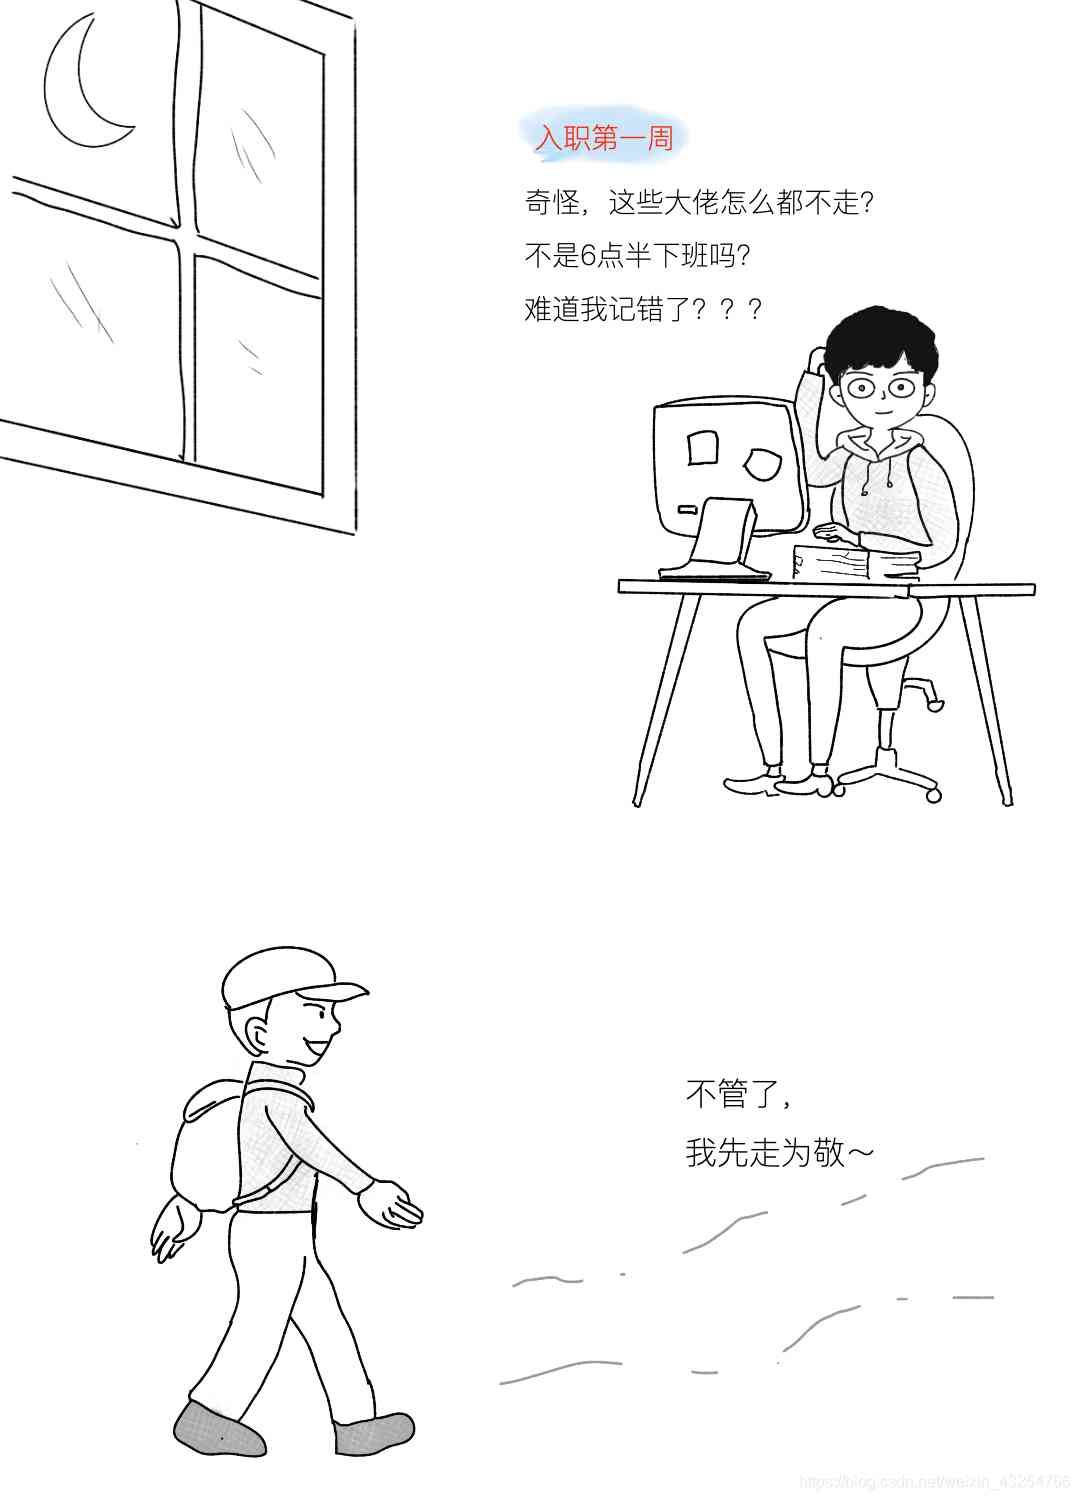 入职第一周
奇怪，这些大佬怎么都不走？
不是6点半下班吗？
难道我记错了？？？
不管了，
我先走为敬～
https://blog.csdn.net/weixin_43254766